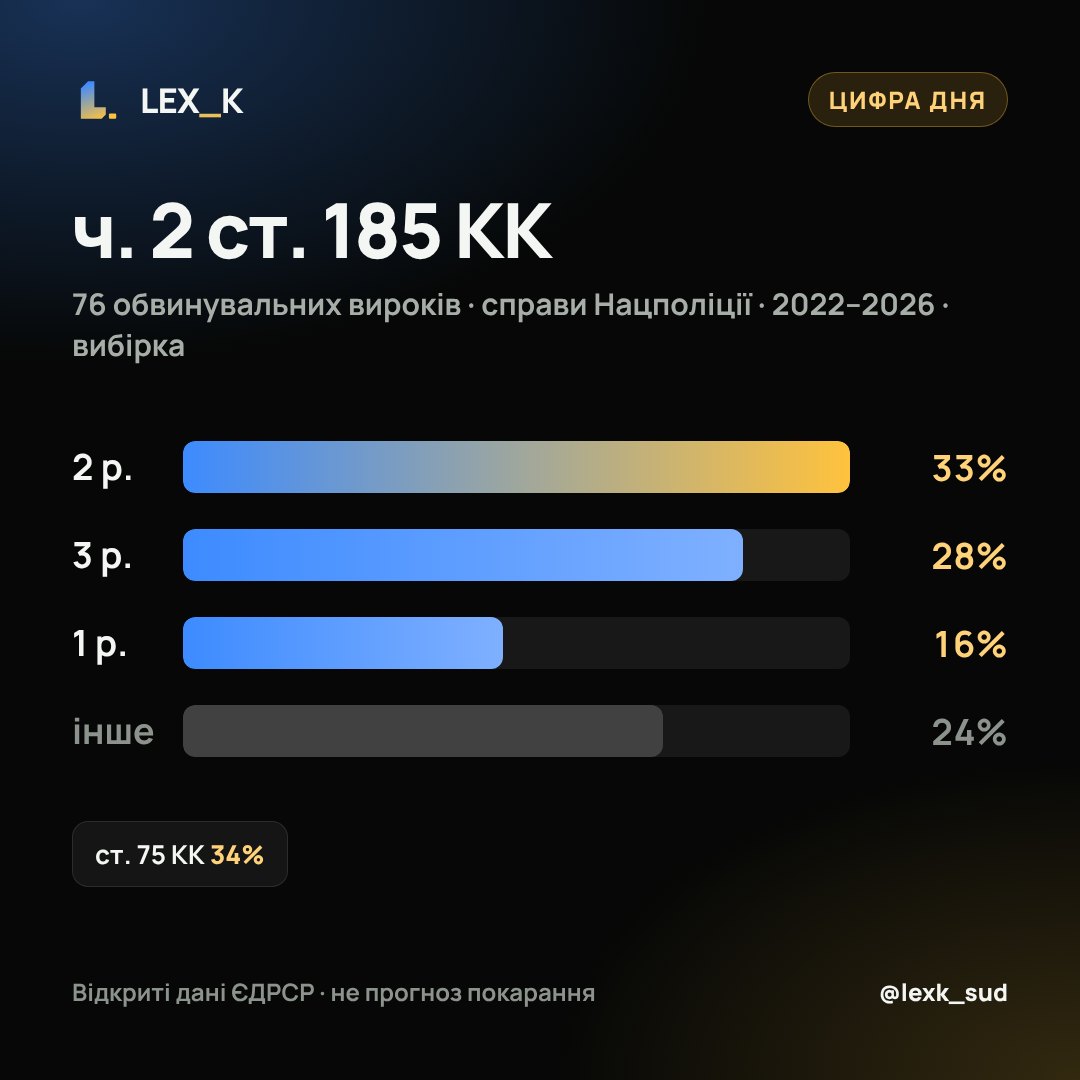 LEX_K
ЦИФРА ДНЯ
ч. 2 ст. 185 КК
76 обвинувальних вироків · справи Нацполіції · 2022–2026 ·
вибірка
2 р. 33%
3 р. 28%
1 р. 16%
інше 24%
ст. 75 КК 34%
Відкриті дані ЄДРСР · не прогноз покарання
@lexk_sud